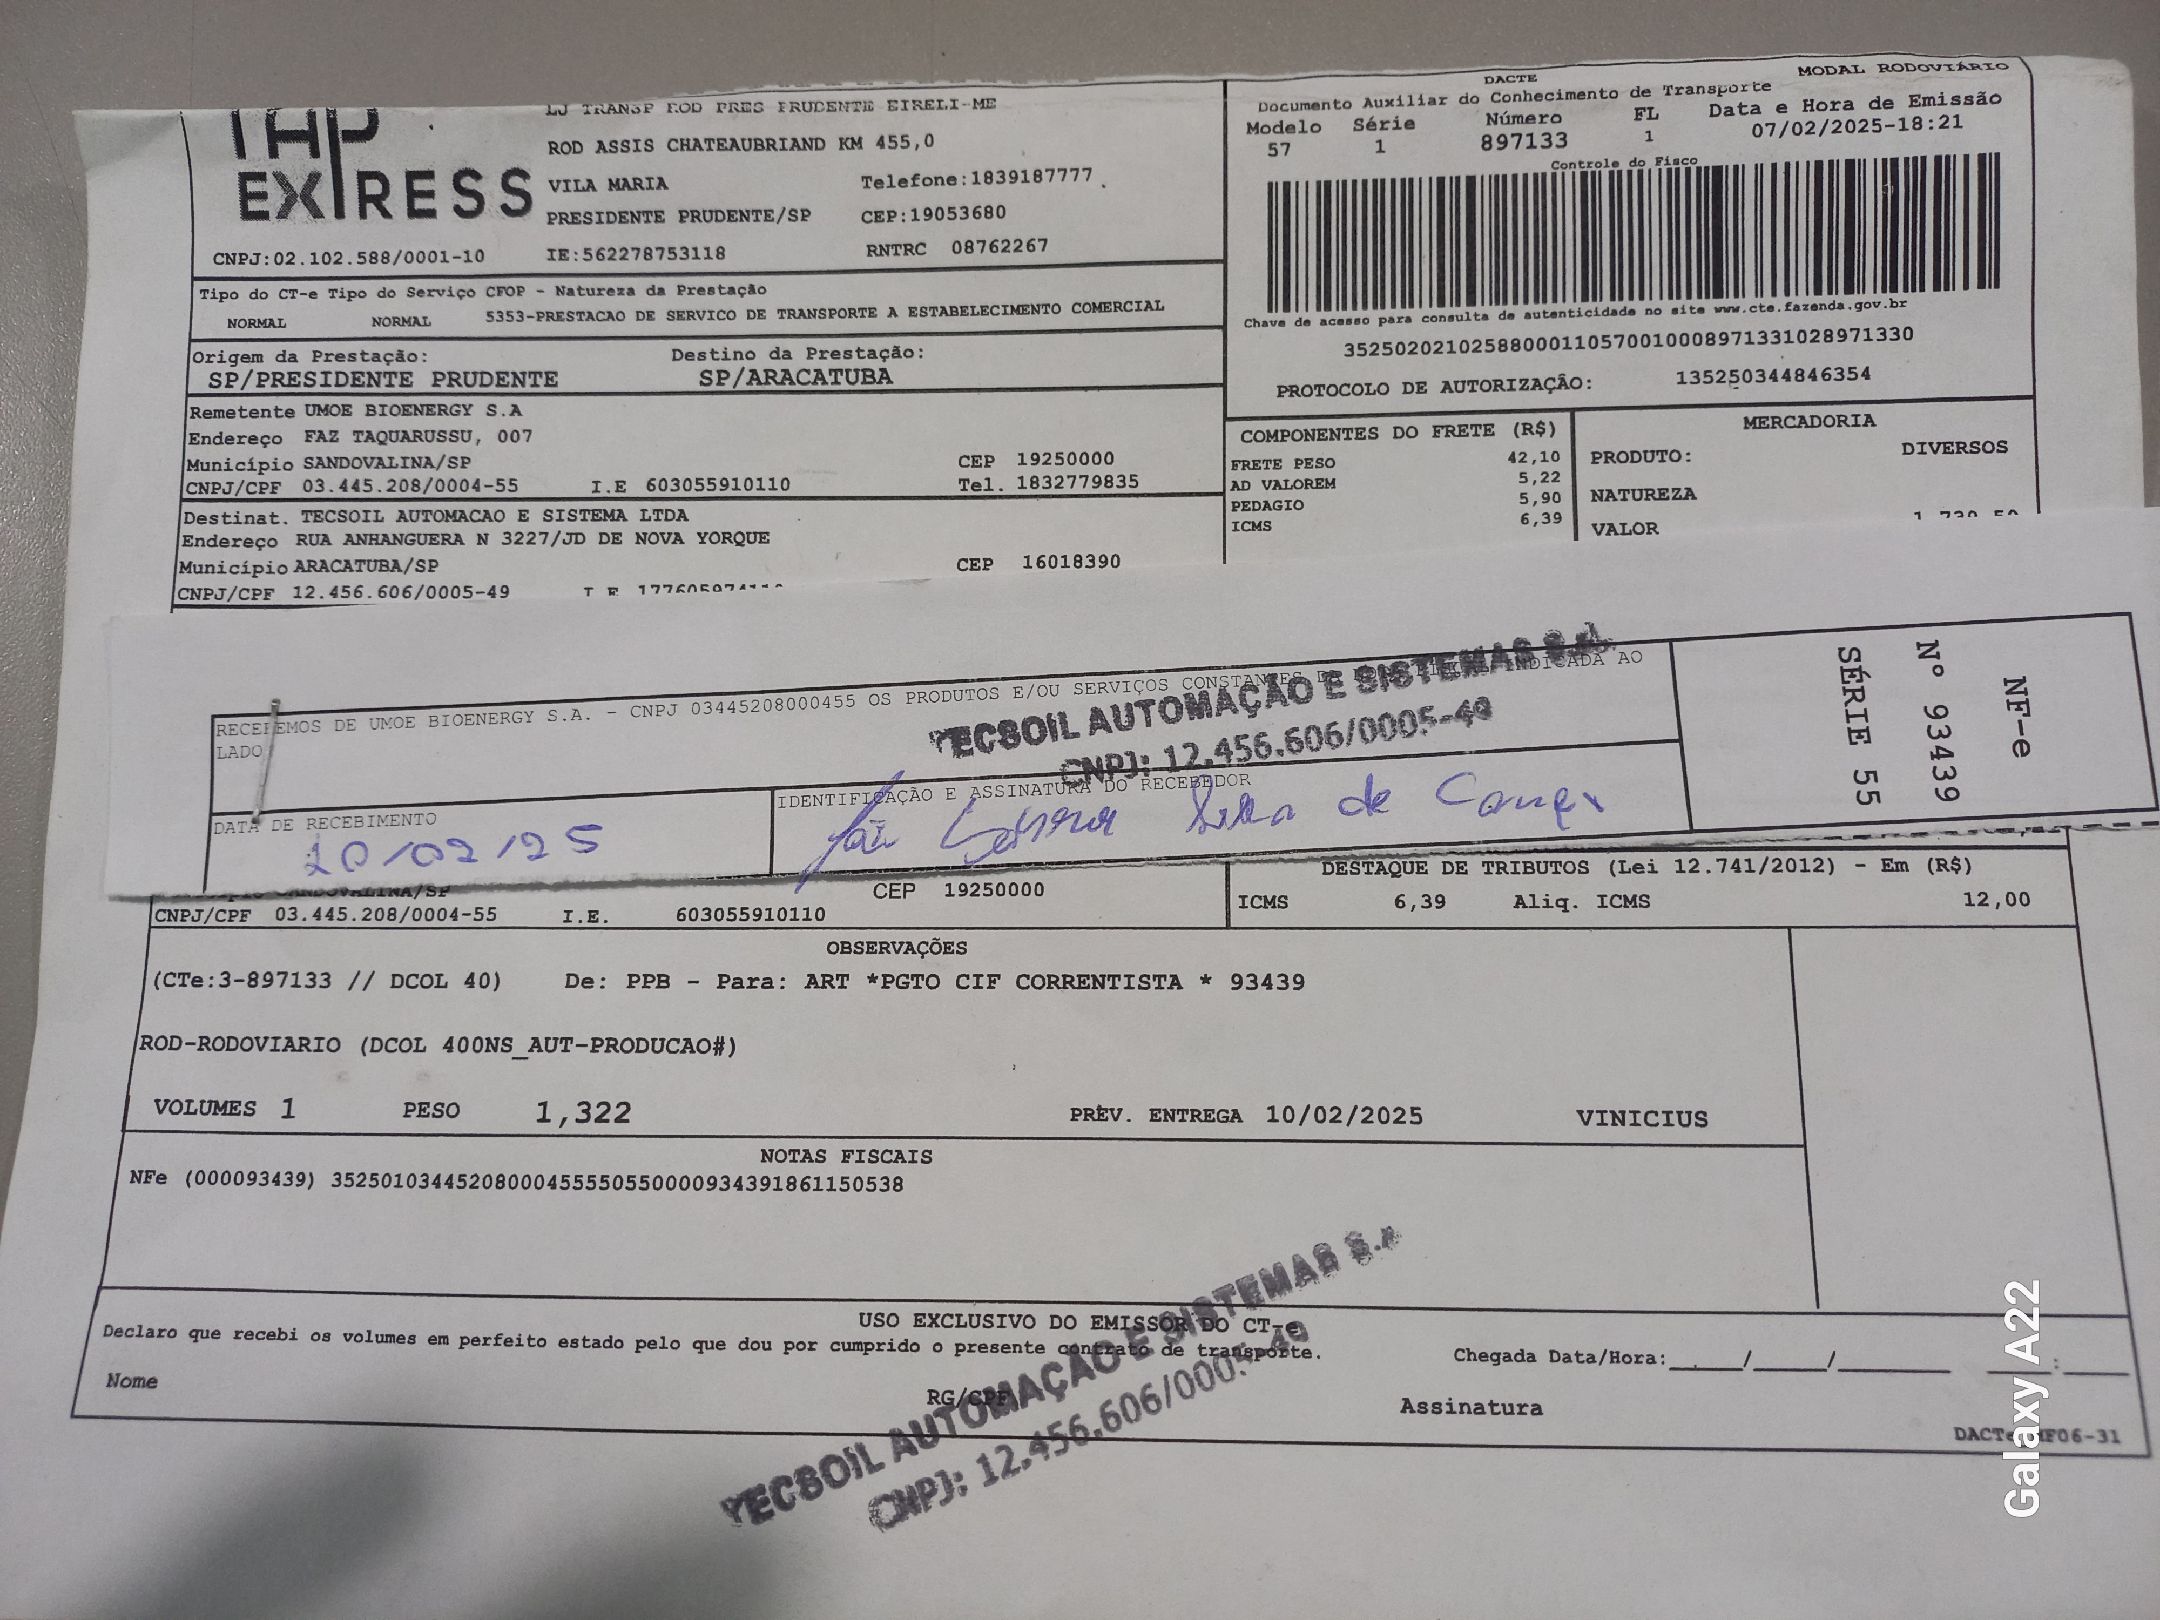 EXPRESS
LJ TRANSP ROD PRES PRUDENTE EIRELI-ME
ROD ASSIS CHATEAUBRIAND KM 455,0
VILA MARIA Telefone:1839187777
PRESIDENTE PRUDENTE/SP CEP:19053680
CNPJ:02.102.588/0001-10 IE:562278753118 RNTRC 08762267
DACTE MODAL RODOVIÁRIO
Documento Auxiliar do Conhecimento de Transporte
Modelo Série Número FL Data e Hora de Emissão
57 1 897133 1 07/02/2025-18:21
Controle do Fisco
Chave de acesso para consulta de autenticidade no site www.cte.fazenda.gov.br
35250202102588000110570010008971331028971330
PROTOCOLO DE AUTORIZAÇÃO: 135250344846354
Tipo do CT-e Tipo do Serviço CFOP - Natureza da Prestação
NORMAL NORMAL 5353-PRESTACAO DE SERVICO DE TRANSPORTE A ESTABELECIMENTO COMERCIAL
Origem da Prestação: Destino da Prestação:
SP/PRESIDENTE PRUDENTE SP/ARACATUBA
Remetente UMOE BIOENERGY S.A
Endereço FAZ TAQUARUSSU, 007
Município SANDOVALINA/SP CEP 19250000
CNPJ/CPF 03.445.208/0004-55 I.E 603055910110 Tel. 1832779835
Destinat. TECSOIL AUTOMACAO E SISTEMA LTDA
Endereço RUA ANHANGUERA N 3227/JD DE NOVA YORQUE
Município ARACATUBA/SP CEP 16018390
CNPJ/CPF 12.456.606/0005-49 I E
COMPONENTES DO FRETE (R$)
FRETE PESO 42,10
AD VALOREM 5,22
PEDAGIO 5,90
ICMS 6,39
MERCADORIA
PRODUTO: DIVERSOS
NATUREZA
VALOR
RECEBEMOS DE UMOE BIOENERGY S.A. - CNPJ 03445208000455 OS PRODUTOS E/OU SERVIÇOS CONSTANTES INDICADA AO
LADO
TECSOIL AUTOMAÇÃO E SISTEMAS S.A.
CNPJ: 12.456.606/0005-49
DATA DE RECEBIMENTO
10/02/25
IDENTIFICAÇÃO E ASSINATURA DO RECEBEDOR
de
NF-e
Nº 93439
SÉRIE 55
SANDOVALINA/SP CEP 19250000
CNPJ/CPF 03.445.208/0004-55 I.E. 603055910110
DESTAQUE DE TRIBUTOS (Lei 12.741/2012) - Em (R$)
ICMS 6,39 Aliq. ICMS 12,00
OBSERVAÇÕES
(CTe:3-897133 // DCOL 40) De: PPB - Para: ART *PGTO CIF CORRENTISTA * 93439
ROD-RODOVIARIO (DCOL 400NS_AUT-PRODUCAO#)
VOLUMES 1 PESO 1,322 PREV. ENTREGA 10/02/2025 VINICIUS
NOTAS FISCAIS
NFe (000093439) 35250103445208000455550550000934391861150538
USO EXCLUSIVO DO EMISSOR DO CT-e
Declaro que recebi os volumes em perfeito estado pelo que dou por cumprido o presente contrato de transporte.
Chegada Data/Hora:_____/_____/_______ ___:____
Nome RG/CPF Assinatura
TECSOIL AUTOMAÇÃO E SISTEMAS S.A
CNPJ: 12.456.606/0005-49
Galaxy A22